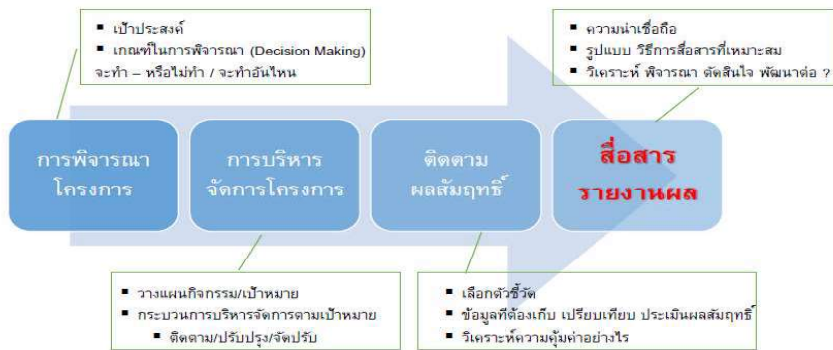 ▪ เป้าประสงค์
▪ เกณฑ์ในการพิจารณา (Decision Making)
จะทำ – หรือไม่ทำ / จะทำอันไหน
▪ ความน่าเชื่อถือ
▪ รูปแบบ วิธีการสื่อสารที่เหมาะสม
▪ วิเคราะห์ พิจารณา ตัดสินใจ พัฒนาต่อ ?
การพิจารณา
โครงการ
การบริหาร
จัดการโครงการ
ติดตาม
ผลสัมฤทธิ์
สื่อสาร
รายงานผล
▪ วางแผนกิจกรรม/เป้าหมาย
▪ กระบวนการบริหารจัดการตามเป้าหมาย
▪ ติดตาม/ปรับปรุง/จัดปรับ
▪ เลือกตัวชี้วัด
▪ ข้อมูลที่ต้องเก็บ เปรียบเทียบ ประเมินผลสัมฤทธิ์
▪ วิเคราะห์ความคุ้มค่าอย่างไร